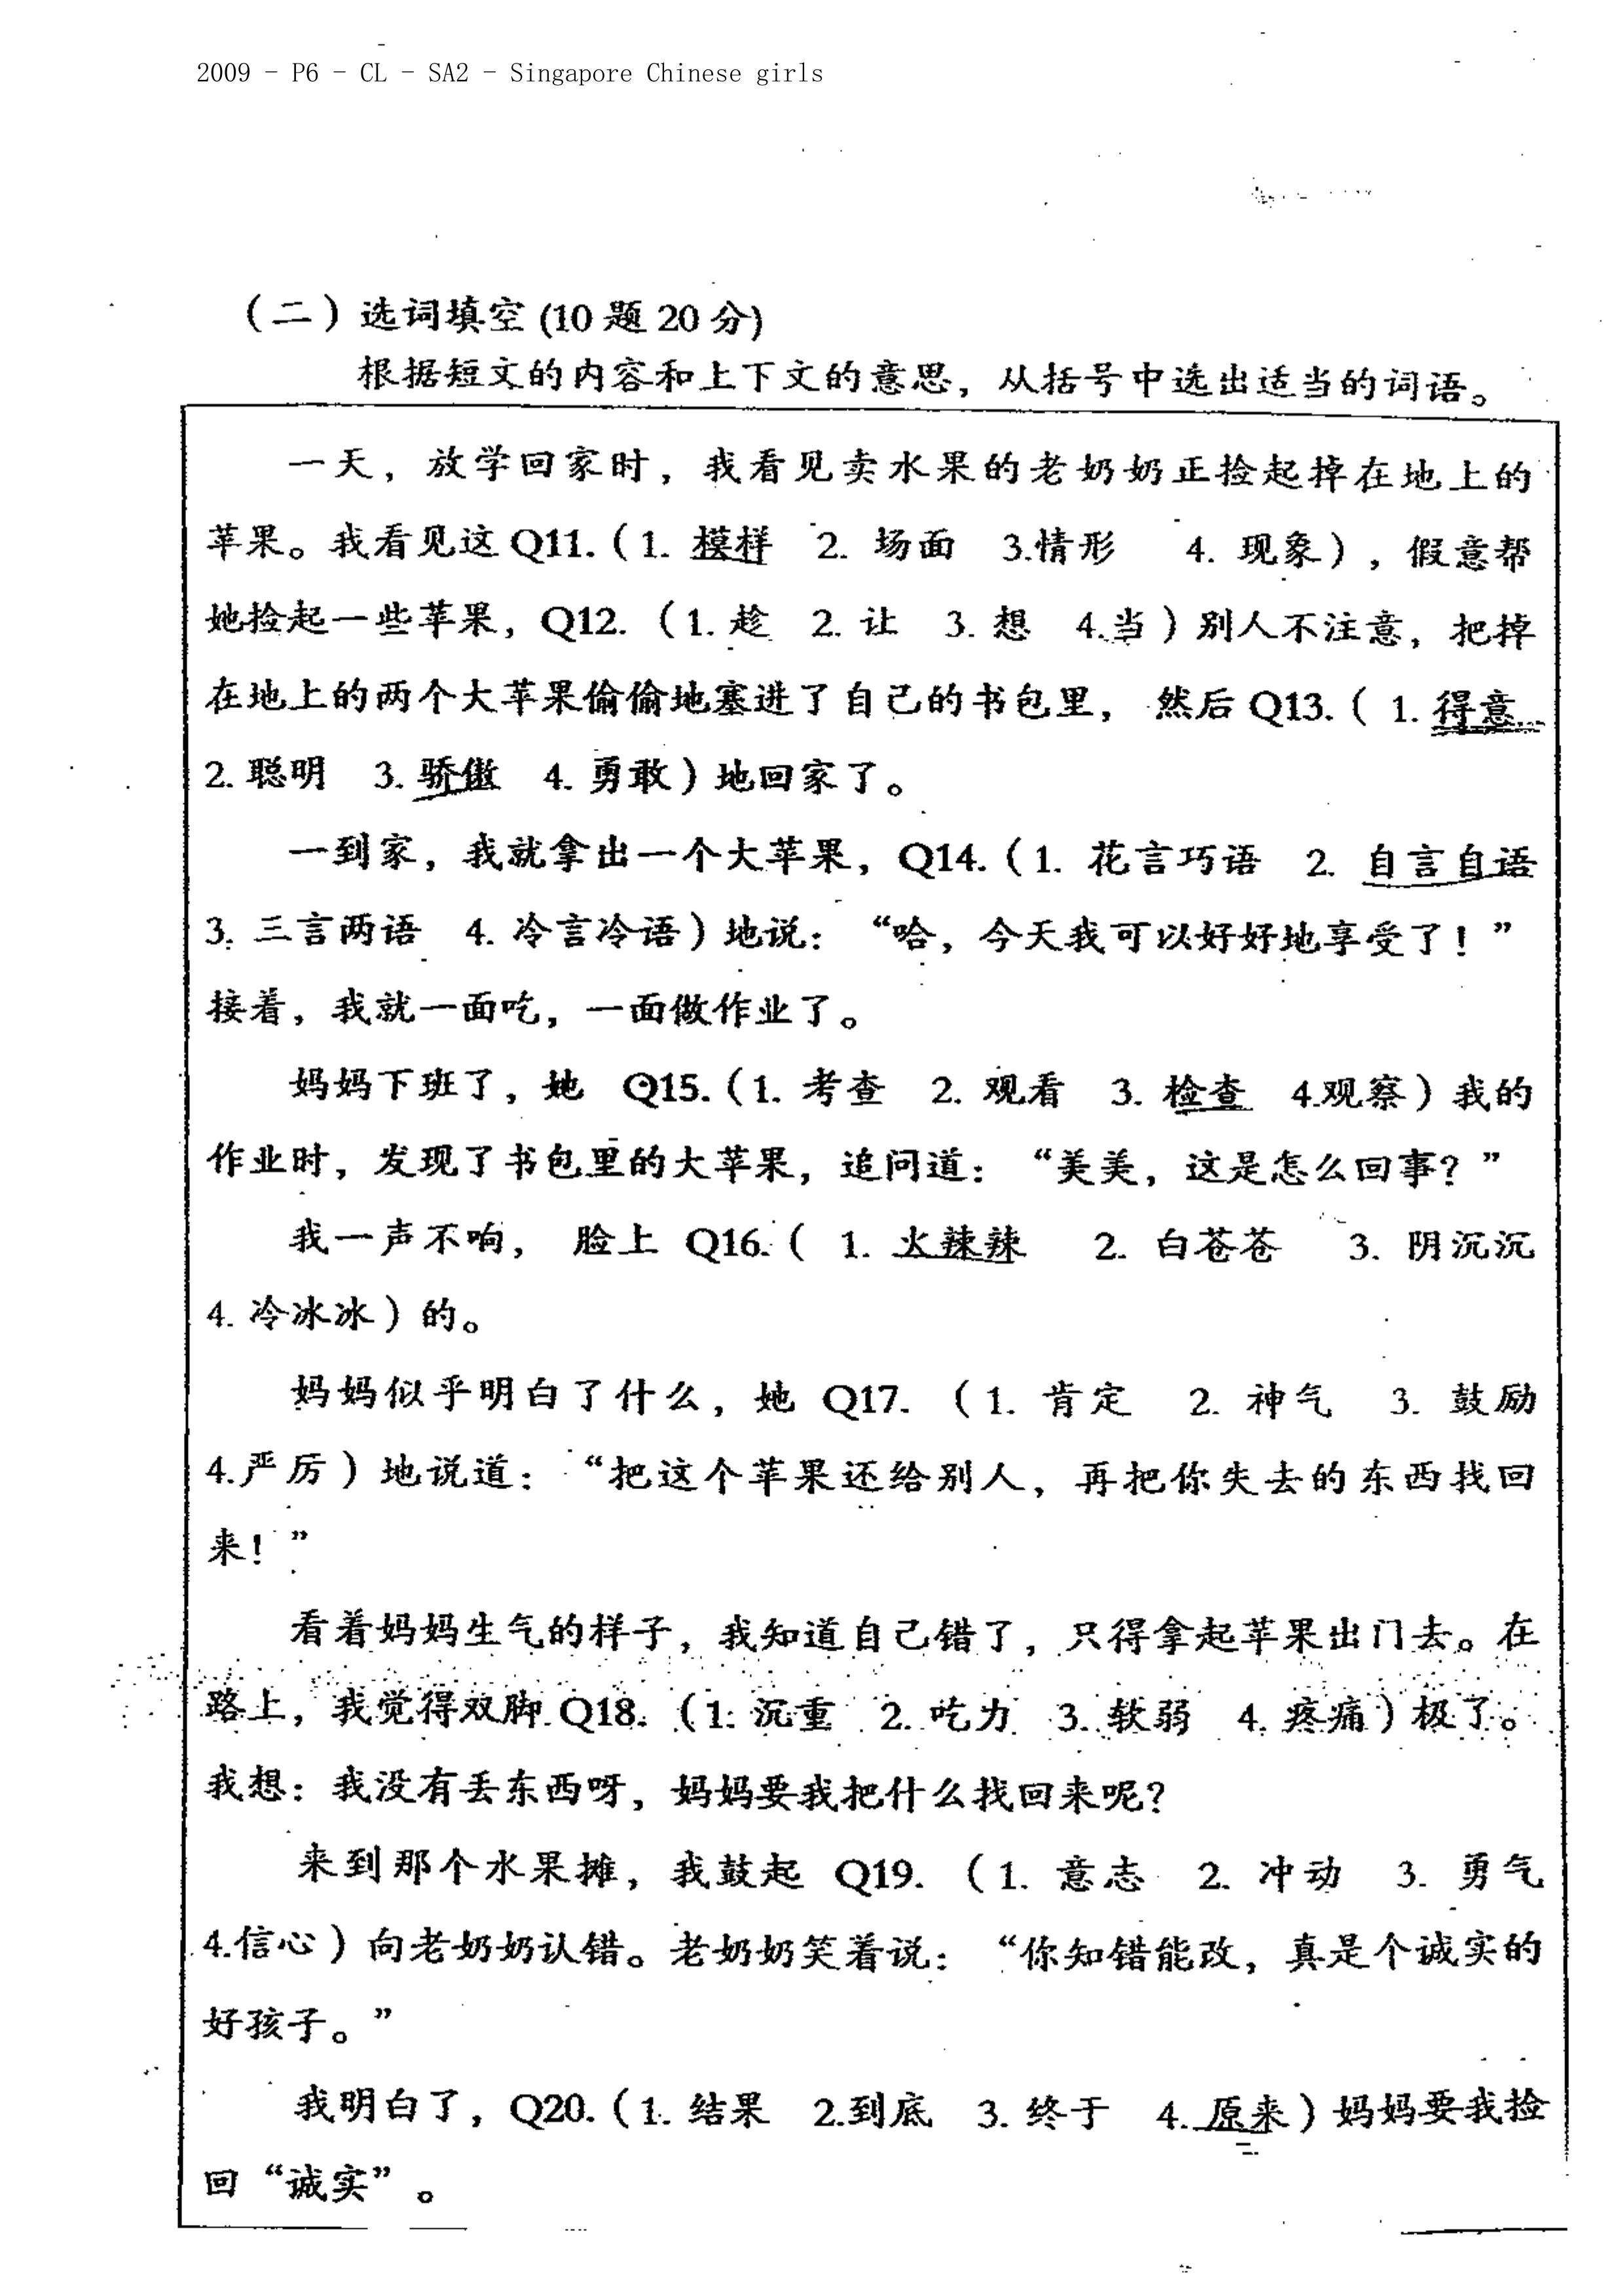 2009 - P6 - CL - SA2 - Singapore Chinese girls
（二）选词填空 (10 题 20 分)
根据短文的内容和上下文的意思，从括号中选出适当的词语。
一天，放学回家时，我看见卖水果的老奶奶正捡起掉在地上的
苹果。我看见这 Q11.（1. 模样 2. 场面 3.情形 4. 现象），假意帮
她捡起一些苹果，Q12.（1. 趁 2. 让 3. 想 4.当）别人不注意，把掉
在地上的两个大苹果偷偷地塞进了自己的书包里，然后 Q13.（ 1. 得意
2. 聪明 3. 骄傲 4. 勇敢）地回家了。
一到家，我就拿出一个大苹果，Q14.（1. 花言巧语 2. 自言自语
3. 三言两语 4. 冷言冷语）地说：“哈，今天我可以好好地享受了！”
接着，我就一面吃，一面做作业了。
妈妈下班了，她 Q15.（1. 考查 2. 观看 3. 检查 4.观察）我的
作业时，发现了书包里的大苹果，追问道：“美美，这是怎么回事？”
我一声不响，脸上 Q16.（ 1. 火辣辣 2. 白苍苍 3. 阴沉沉
4. 冷冰冰）的。
妈妈似乎明白了什么，她 Q17.（1. 肯定 2. 神气 3. 鼓励
4.严厉）地说道：“把这个苹果还给别人，再把你失去的东西找回
来！”
看着妈妈生气的样子，我知道自己错了，只得拿起苹果出门去。在
路上，我觉得双脚 Q18.（1. 沉重 2. 吃力 3. 软弱 4. 疼痛）极了。
我想：我没有丢东西呀，妈妈要我把什么找回来呢？
来到那个水果摊，我鼓起 Q19.（1. 意志 2. 冲动 3. 勇气
4.信心）向老奶奶认错。老奶奶笑着说：“你知错能改，真是个诚实的
好孩子。”
我明白了，Q20.（1. 结果 2.到底 3. 终于 4. 原来）妈妈要我捡
回“诚实”。